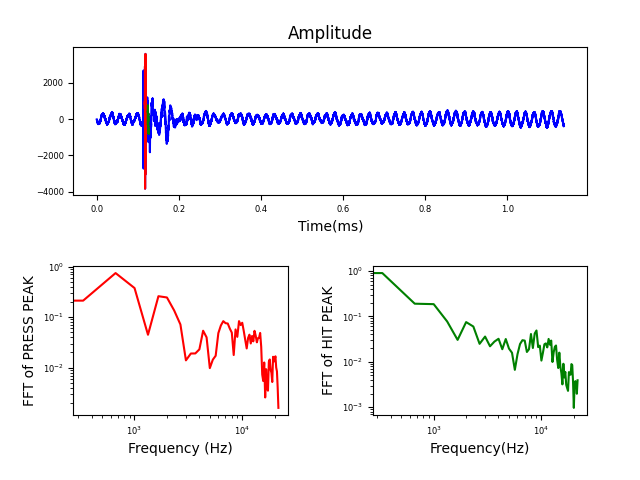 Amplitude
2000
0
−2000
−4000
0.0 0.2 0.4 0.6 0.8 1.0
Time(ms)
FFT of PRESS PEAK
10⁰
10⁻¹
10⁻²
10³ 10⁴
Frequency (Hz)
FFT of HIT PEAK
10⁰
10⁻¹
10⁻²
10⁻³
10³ 10⁴
Frequency(Hz)